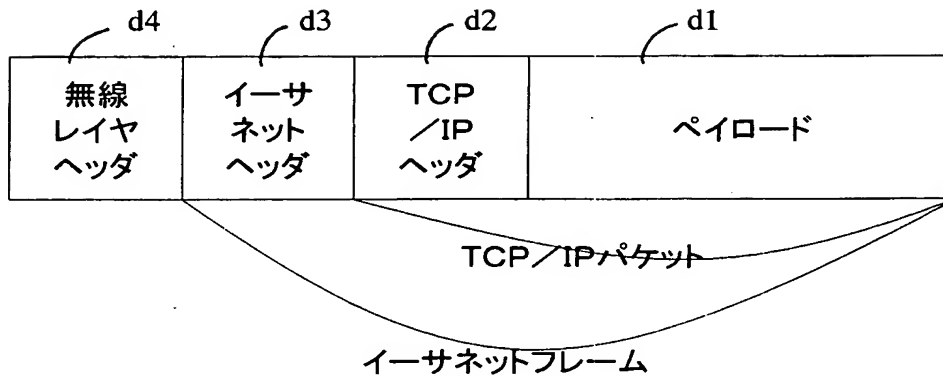 d4
d3
d2
d1
無線
レイヤ
ヘッダ
イーサ
ネット
ヘッダ
TCP
／IP
ヘッダ
ペイロード
TCP／IPパケット
イーサネットフレーム